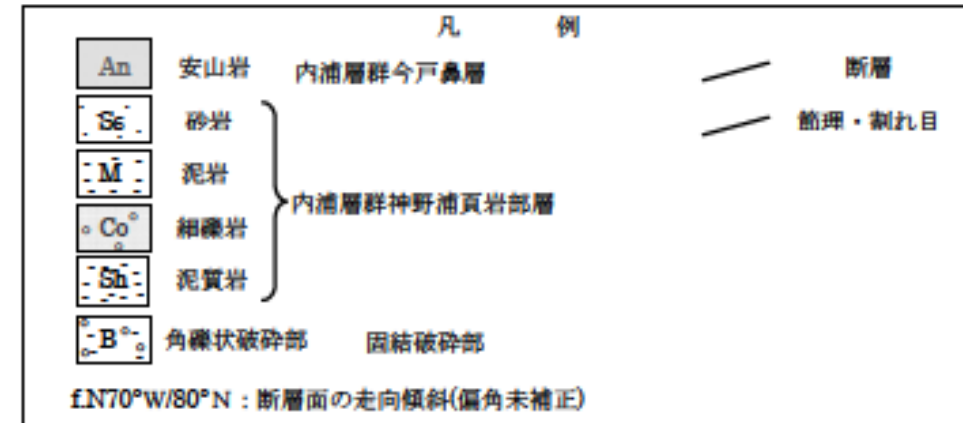 凡 例
An 安山岩 内浦層群今戸鼻層 断層
Ss 砂岩 節理・割れ目
M 泥岩
内浦層群神野浦頁岩部層
Co 細礫岩
Sh 泥質岩
B 角礫状破砕部 固結破砕部
f.N70°W/80°N：断層面の走向傾斜(偏角未補正)